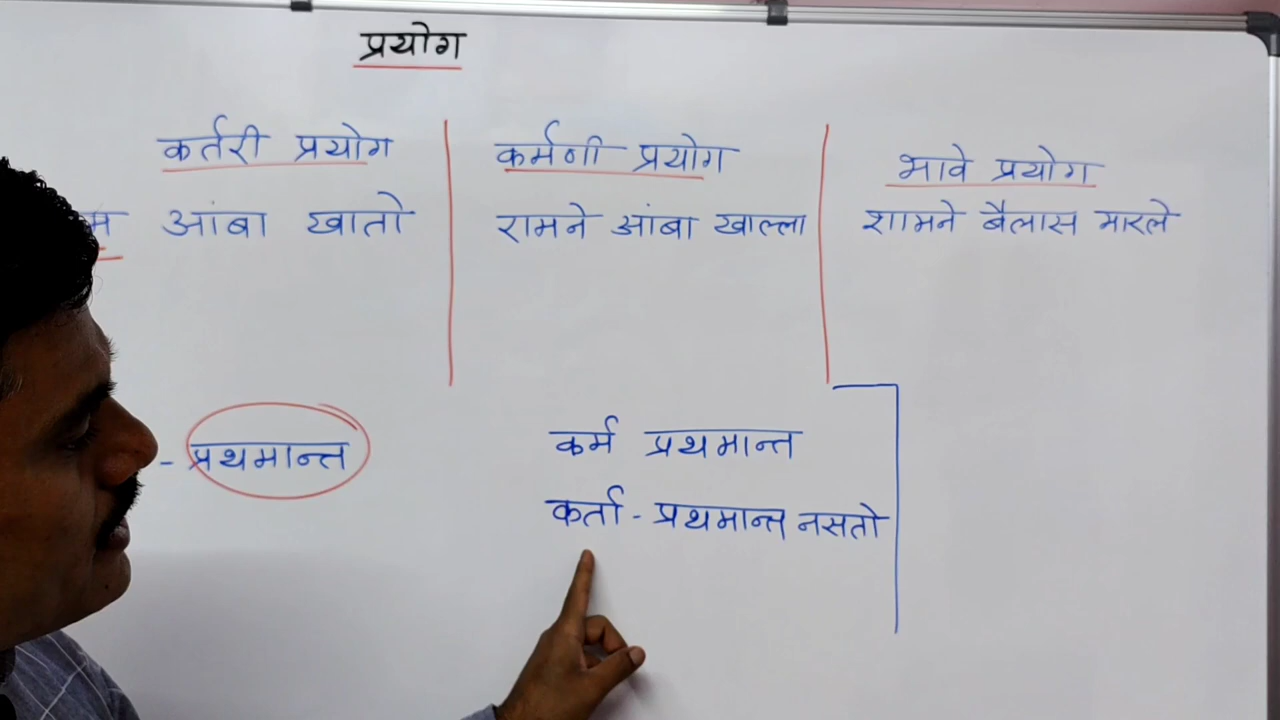 प्रयोग
कर्तरी प्रयोग
आंबा खातो
कर्मणी प्रयोग
रामने आंबा खाल्ला
भावे प्रयोग
शामने बैलास मारले
- प्रथमान्त
कर्म प्रथमान्त
कर्ता - प्रथमान्त नसतो